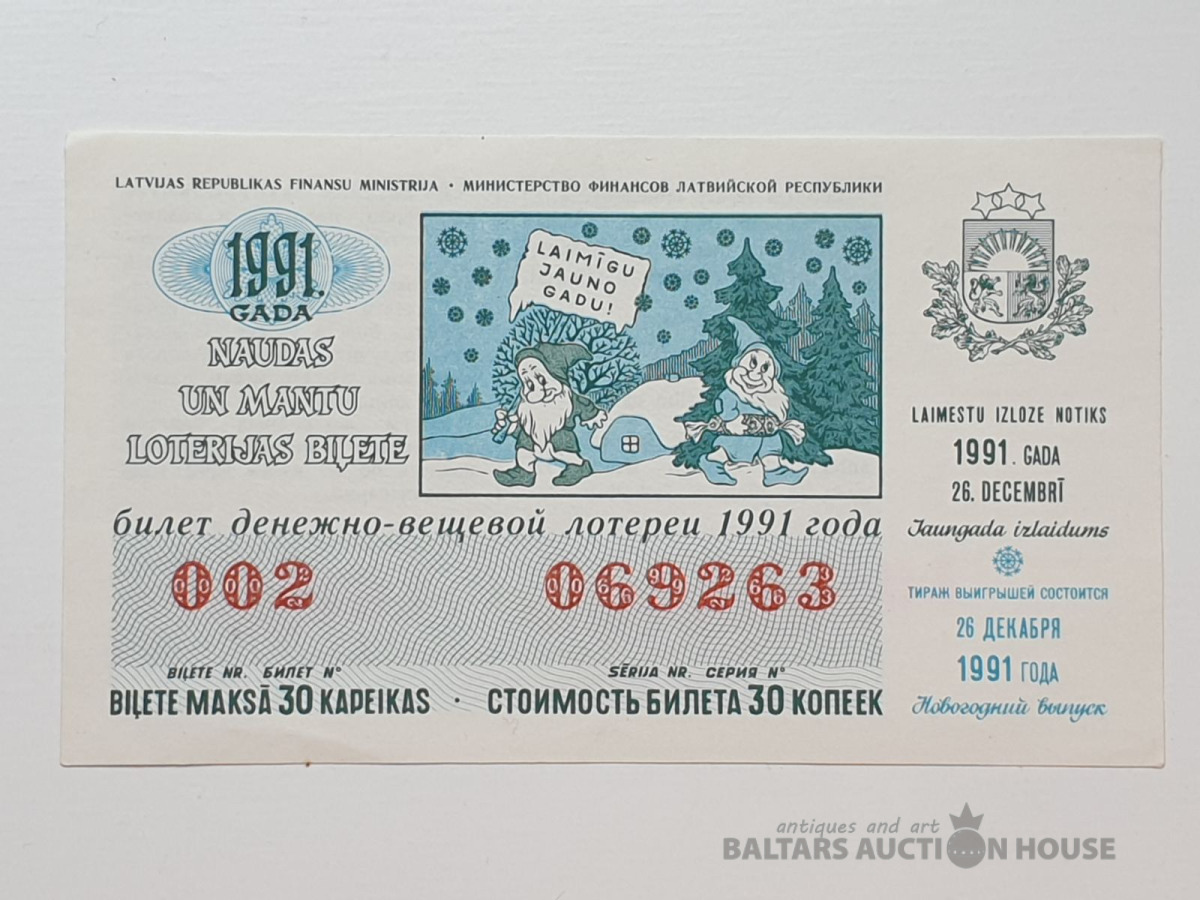 LATVIJAS REPUBLIKAS FINANSU MINISTRIJA · МИНИСТЕРСТВО ФИНАНСОВ ЛАТВИЙСКОЙ РЕСПУБЛИКИ
1991.
GADA
NAUDAS
UN MANTU
LOTERIJAS BIĻETE
LAIMĪGU
JAUNO
GADU!
билет денежно-вещевой лотереи 1991 года
002 069263
BIĻETE NR. БИЛЕТ N° SĒRIJA NR. СЕРИЯ N°
BIĻETE MAKSĀ 30 KAPEIKAS · СТОИМОСТЬ БИЛЕТА 30 КОПЕЕК
LAIMESTU IZLOZE NOTIKS
1991. GADA
26. DECEMBRĪ
Jaungada izlaidums
ТИРАЖ ВЫИГРЫШЕЙ СОСТОИТСЯ
26 ДЕКАБРЯ
1991 ГОДА
Новогодний выпуск
antiques and art
BALTARS AUCTION HOUSE